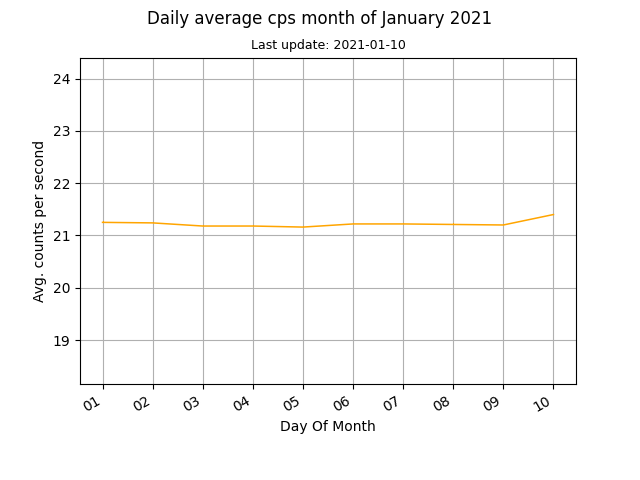 Daily average cps month of January 2021
Last update: 2021-01-10
24
23
22
21
20
19
Avg. counts per second
01 02 03 04 05 06 07 08 09 10
Day Of Month